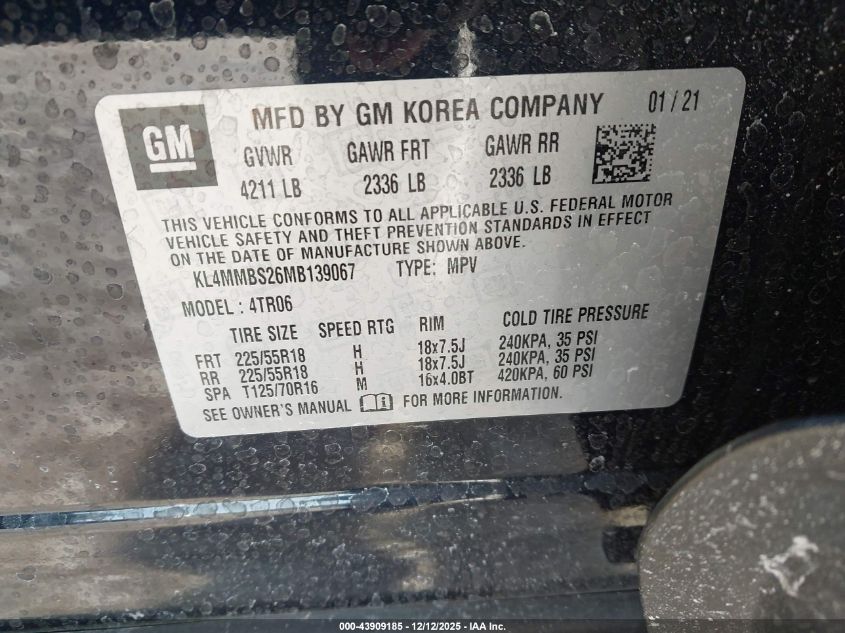 MFD BY GM KOREA COMPANY 01/21
GM
GVWR GAWR FRT GAWR RR
4211 LB 2336 LB 2336 LB
THIS VEHICLE CONFORMS TO ALL APPLICABLE U.S. FEDERAL MOTOR
VEHICLE SAFETY AND THEFT PREVENTION STANDARDS IN EFFECT
ON THE DATE OF MANUFACTURE SHOWN ABOVE.
KL4MMBS26MB139067 TYPE: MPV
MODEL : 4TR06
TIRE SIZE SPEED RTG RIM COLD TIRE PRESSURE
FRT 225/55R18 H 18x7.5J 240KPA, 35 PSI
RR 225/55R18 H 18x7.5J 240KPA, 35 PSI
SPA T125/70R16 M 16x4.0BT 420KPA, 60 PSI
SEE OWNER'S MANUAL FOR MORE INFORMATION.
000-43909185 - 12/12/2025 - IAA Inc.